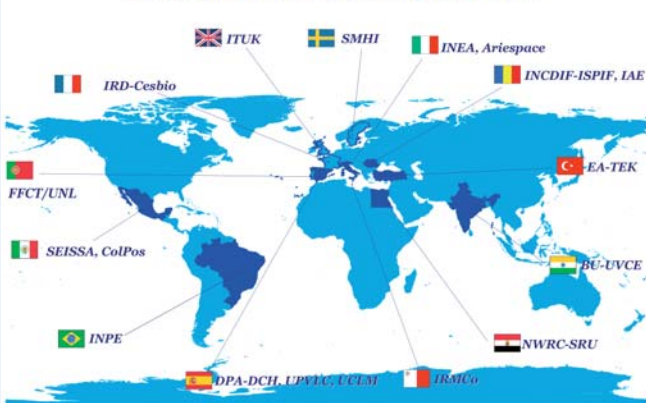 ITUK
SMHI
INEA, Ariespace
INCDIF-ISPIF, IAE
IRD-Cesbio
EA-TEK
FFCT/UNL
SEISSA, ColPos
BU-UVCE
INPE
NWRC-SRU
DPA-DCH, UPVLC, UCLM
IRMCo